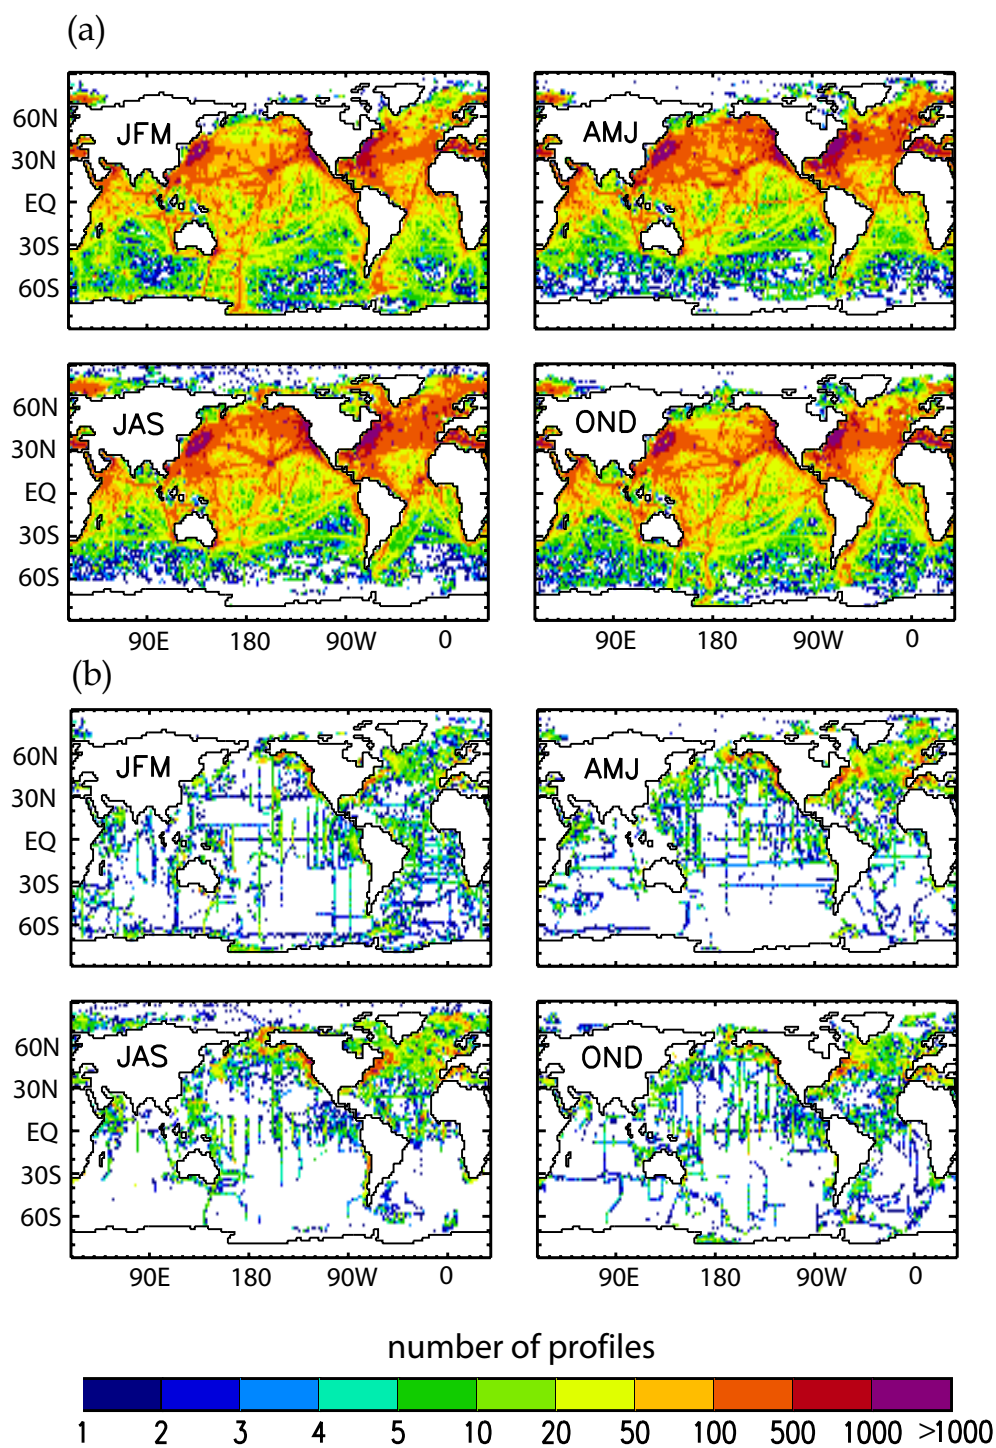 (a)
60N 30N EQ 30S 60S JFM AMJ
60N 30N EQ 30S 60S JAS OND
90E 180 90W 0 90E 180 90W 0
(b)
60N 30N EQ 30S 60S JFM AMJ
60N 30N EQ 30S 60S JAS OND
90E 180 90W 0 90E 180 90W 0
number of profiles
1 2 3 4 5 10 20 50 100 500 1000 >1000